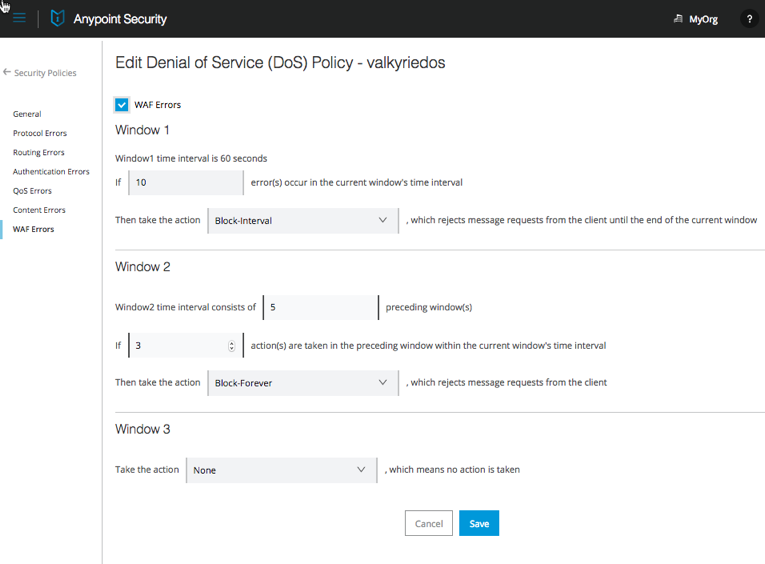 Anypoint Security
MyOrg
?
Security Policies
General
Protocol Errors
Routing Errors
Authentication Errors
QoS Errors
Content Errors
WAF Errors
Edit Denial of Service (DoS) Policy - valkyriedos
WAF Errors
Window 1
Window1 time interval is 60 seconds
If 10 error(s) occur in the current window's time interval
Then take the action Block-Interval , which rejects message requests from the client until the end of the current window
Window 2
Window2 time interval consists of 5 preceding window(s)
If 3 action(s) are taken in the preceding window within the current window's time interval
Then take the action Block-Forever , which rejects message requests from the client
Window 3
Take the action None , which means no action is taken
Cancel Save